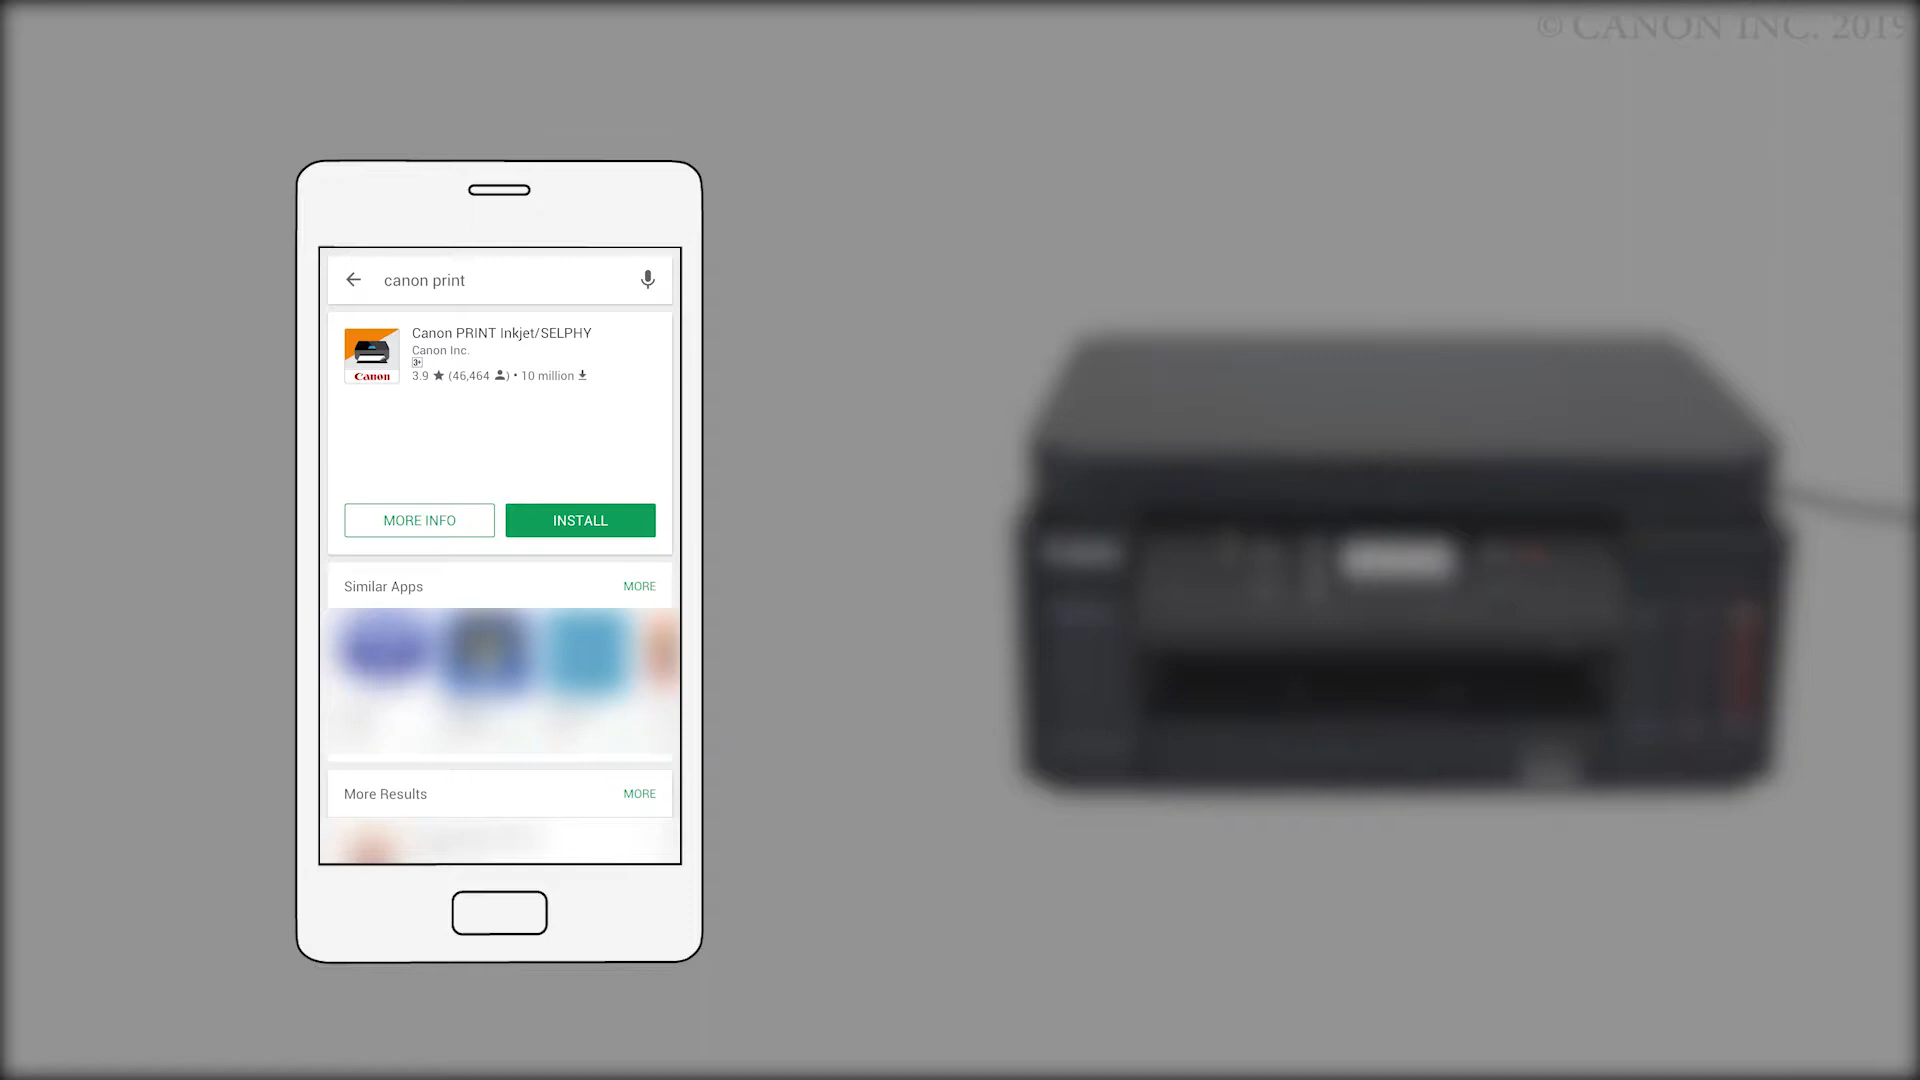 © CANON INC. 2019
canon print
Canon PRINT Inkjet/SELPHY
Canon Inc.
3+
3.9 ★ (46,464) • 10 million
Canon
MORE INFO
INSTALL
Similar Apps
MORE
More Results
MORE